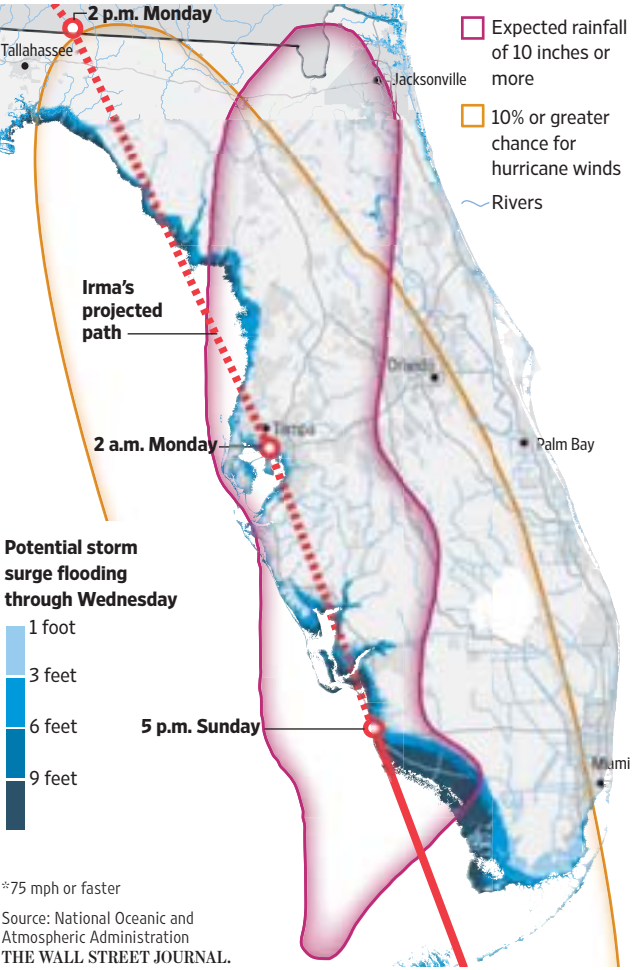 2 p.m. Monday
Tallahassee
Jacksonville
Expected rainfall
of 10 inches or
more
10% or greater
chance for
hurricane winds
Rivers
Irma’s
projected
path
Orlando
Tampa
2 a.m. Monday
Palm Bay
Potential storm
surge flooding
through Wednesday
1 foot
3 feet
6 feet
9 feet
5 p.m. Sunday
Miami
*75 mph or faster
Source: National Oceanic and
Atmospheric Administration
THE WALL STREET JOURNAL.